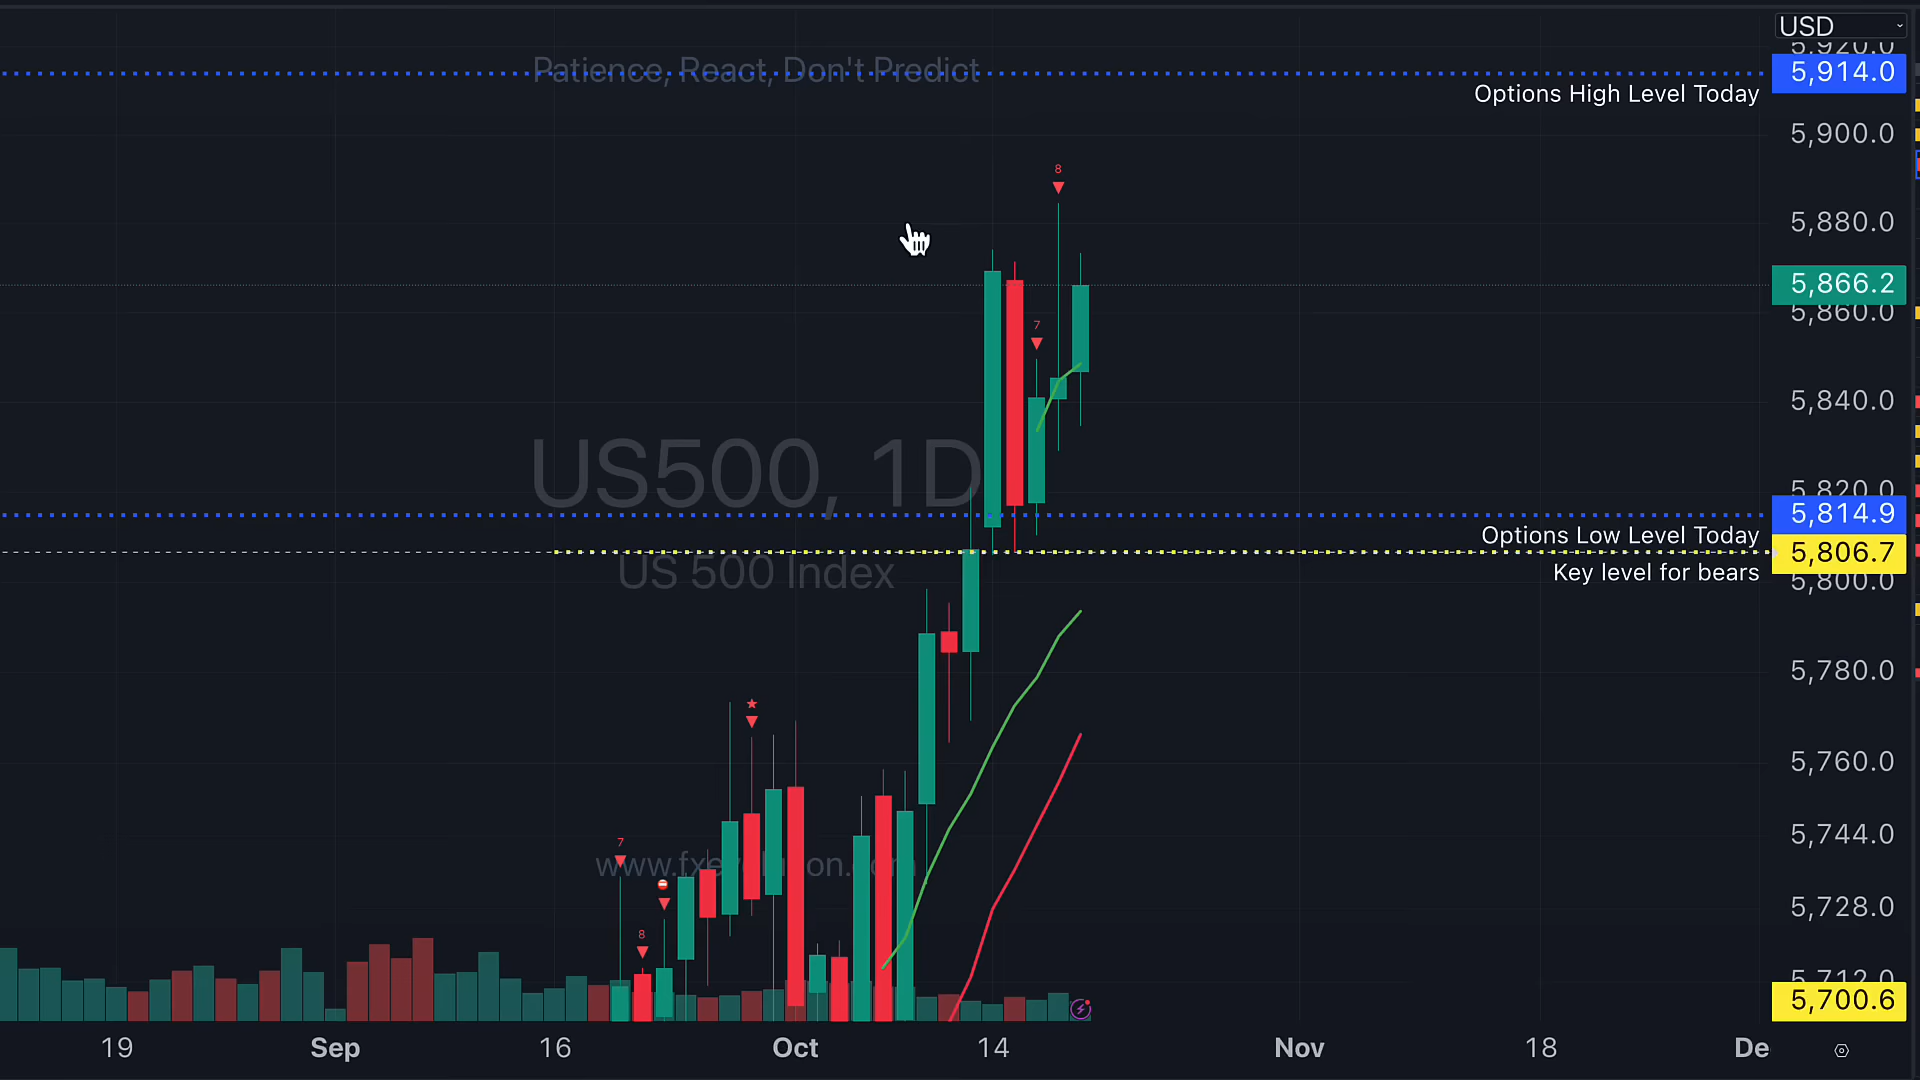 USD
5,920.0
Patience, React, Don't Predict
5,914.0
Options High Level Today
5,900.0
8
5,880.0
5,866.2
5,860.0
7
5,840.0
US500, 1D
5,820.0
5,814.9
Options Low Level Today
5,806.7
US 500 Index
Key level for bears
5,800.0
5,780.0
5,760.0
5,744.0
7
www.fxevolution.com
5,728.0
8
5,712.0
5,700.6
19
Sep
16
Oct
14
Nov
18
De